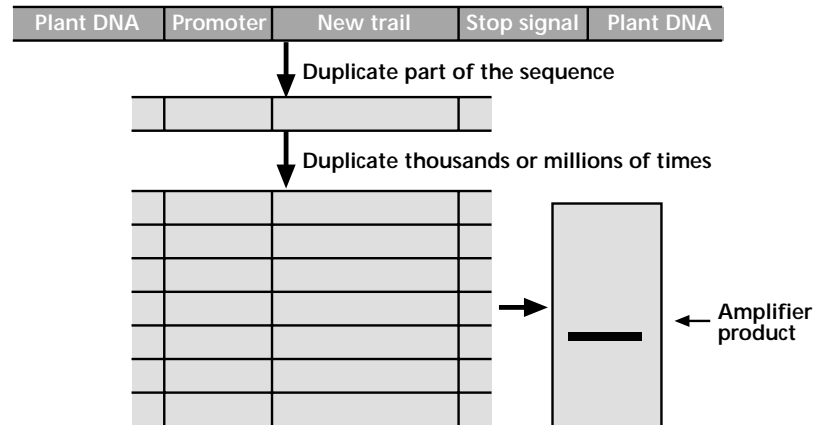 Plant DNA Promoter New trail Stop signal Plant DNA
Duplicate part of the sequence
Duplicate thousands or millions of times
Amplifier
product